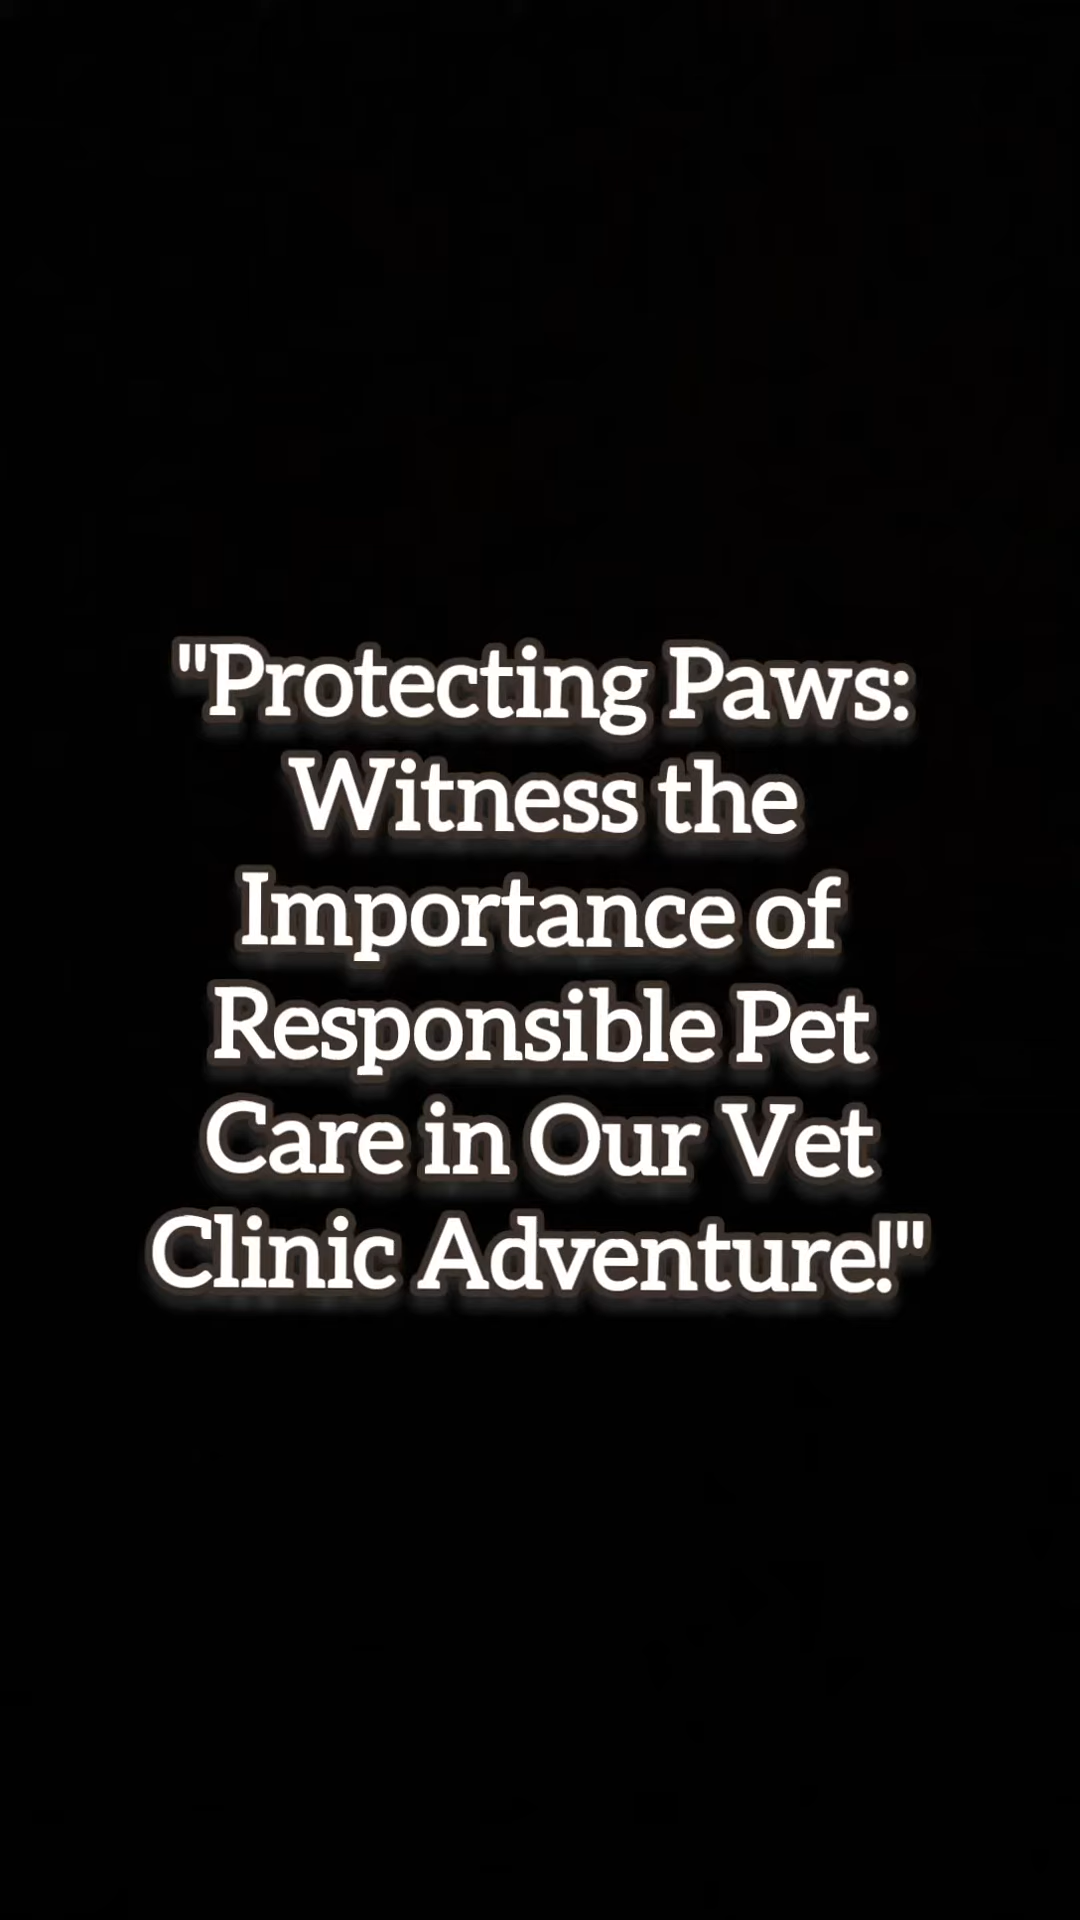 "Protecting Paws:
Witness the
Importance of
Responsible Pet
Care in Our Vet
Clinic Adventure!"